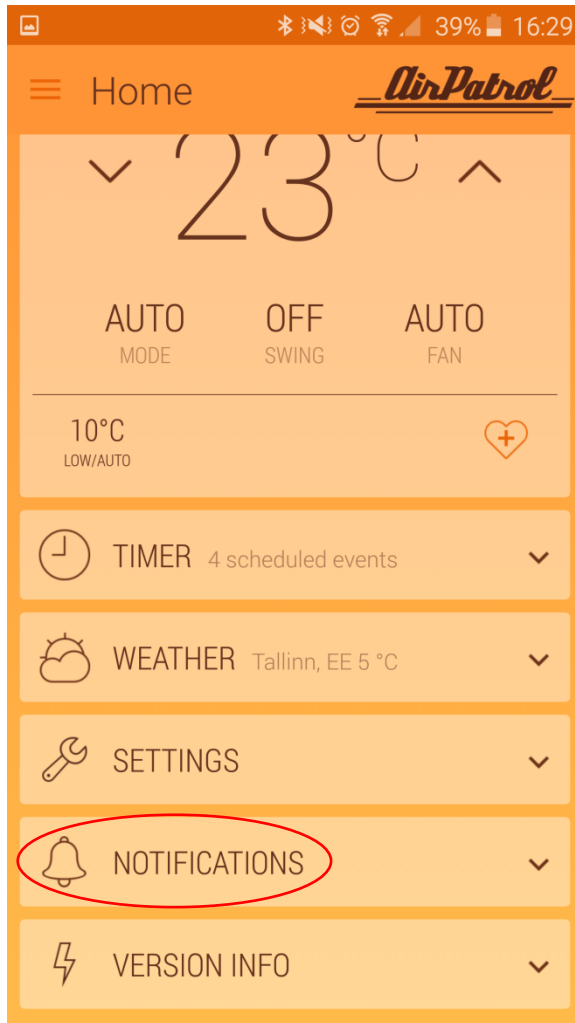 39% 16:29
Home AirPatrol
23°C
AUTO OFF AUTO
MODE SWING FAN
10°C
LOW/AUTO
TIMER 4 scheduled events
WEATHER Tallinn, EE 5 °C
SETTINGS
NOTIFICATIONS
VERSION INFO